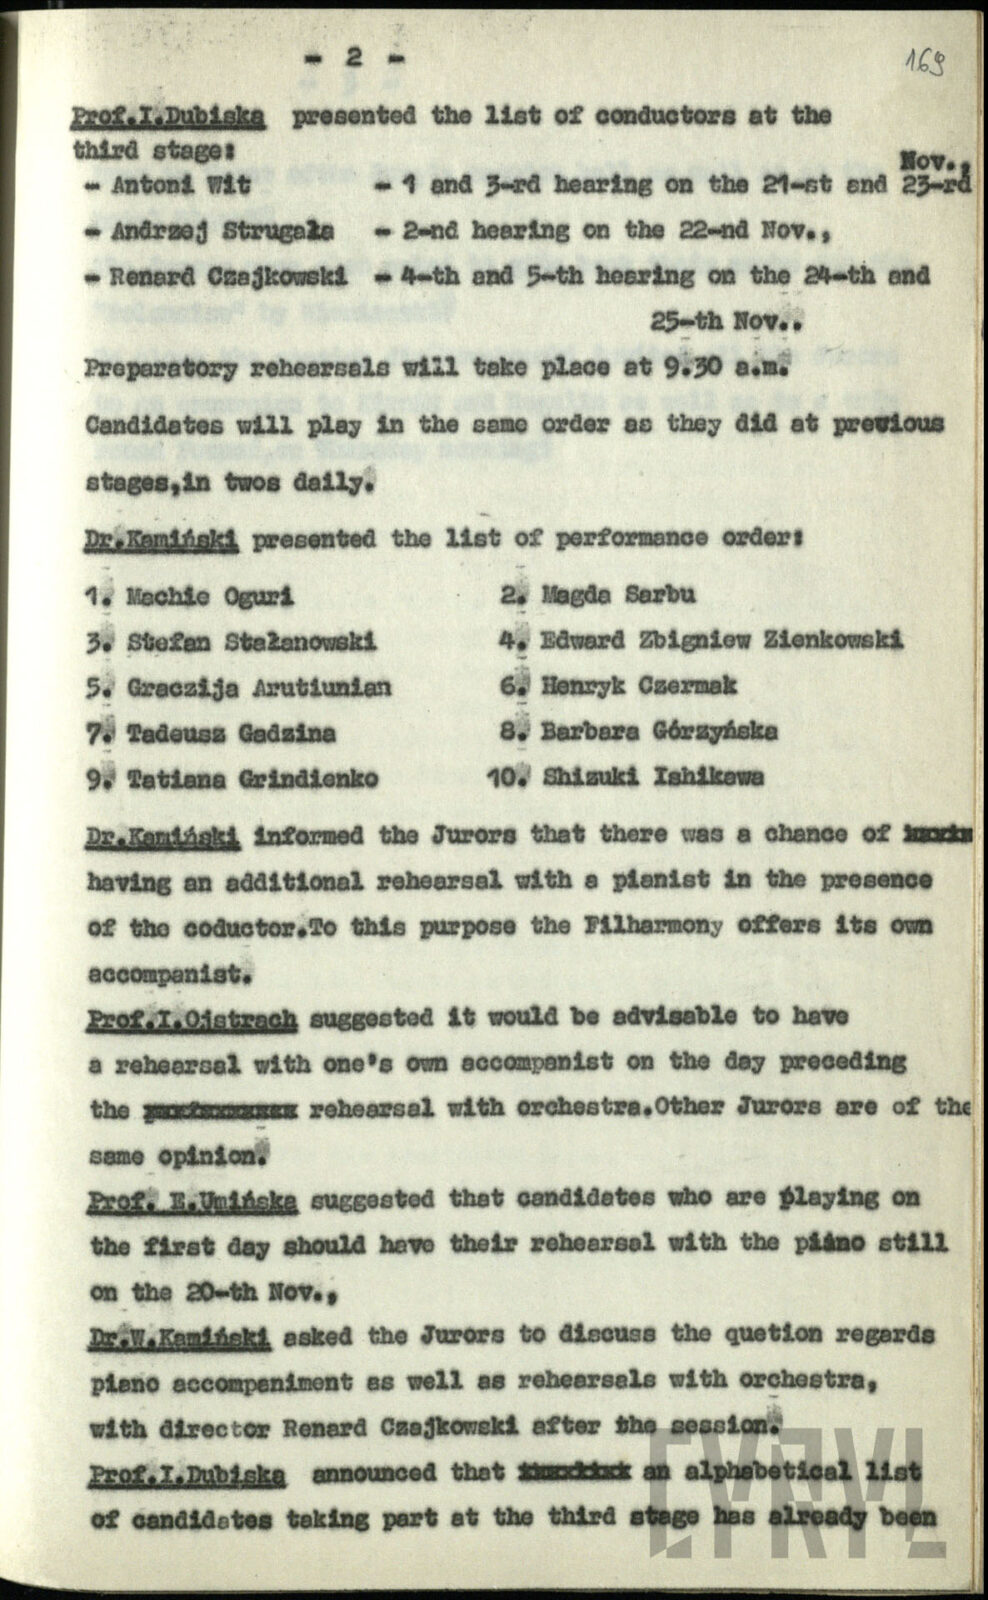 - 2 -
169
Prof.I.Dubiska presented the list of conductors at the
third stage:
Nov.,
- Antoni Wit - 1 and 3-rd hearing on the 21-st and 23-rd
- Andrzej Strugała - 2-nd hearing on the 22-nd Nov.,
- Renard Czajkowski - 4-th and 5-th hearing on the 24-th and
25-th Nov..
Preparatory rehearsals will take place at 9.30 a.m.
Candidates will play in the same order as they did at previous
stages,in twos daily.
Dr.Kamiński presented the list of performance order:
1. Machie Oguri 2. Magda Sarbu
3. Stefan Stałanowski 4. Edward Zbigniew Zienkowski
5. Graczija Arutiunian 6. Henryk Czermak
7. Tadeusz Gadzina 8. Barbara Górzyńska
9. Tatiana Grindienko 10. Shizuki Ishikawa
Dr.Kamiński informed the Jurors that there was a chance of
having an additional rehearsal with a pianist in the presence
of the coductor.To this purpose the Filharmony offers its own
accompanist.
Prof.I.Ojstrach suggested it would be advisable to have
a rehearsal with one's own accompanist on the day preceding
the rehearsal with orchestra.Other Jurors are of the
same opinion.
Prof. E.Umińska suggested that candidates who are playing on
the first day should have their rehearsal with the piano still
on the 20-th Nov.,
Dr.W.Kamiński asked the Jurors to discuss the quetion regards
piano accompaniment as well as rehearsals with orchestra,
with director Renard Czajkowski after the session.
Prof.I.Dubiska announced that an alphabetical list
of candidates taking part at the third stage has already been
CYRYL